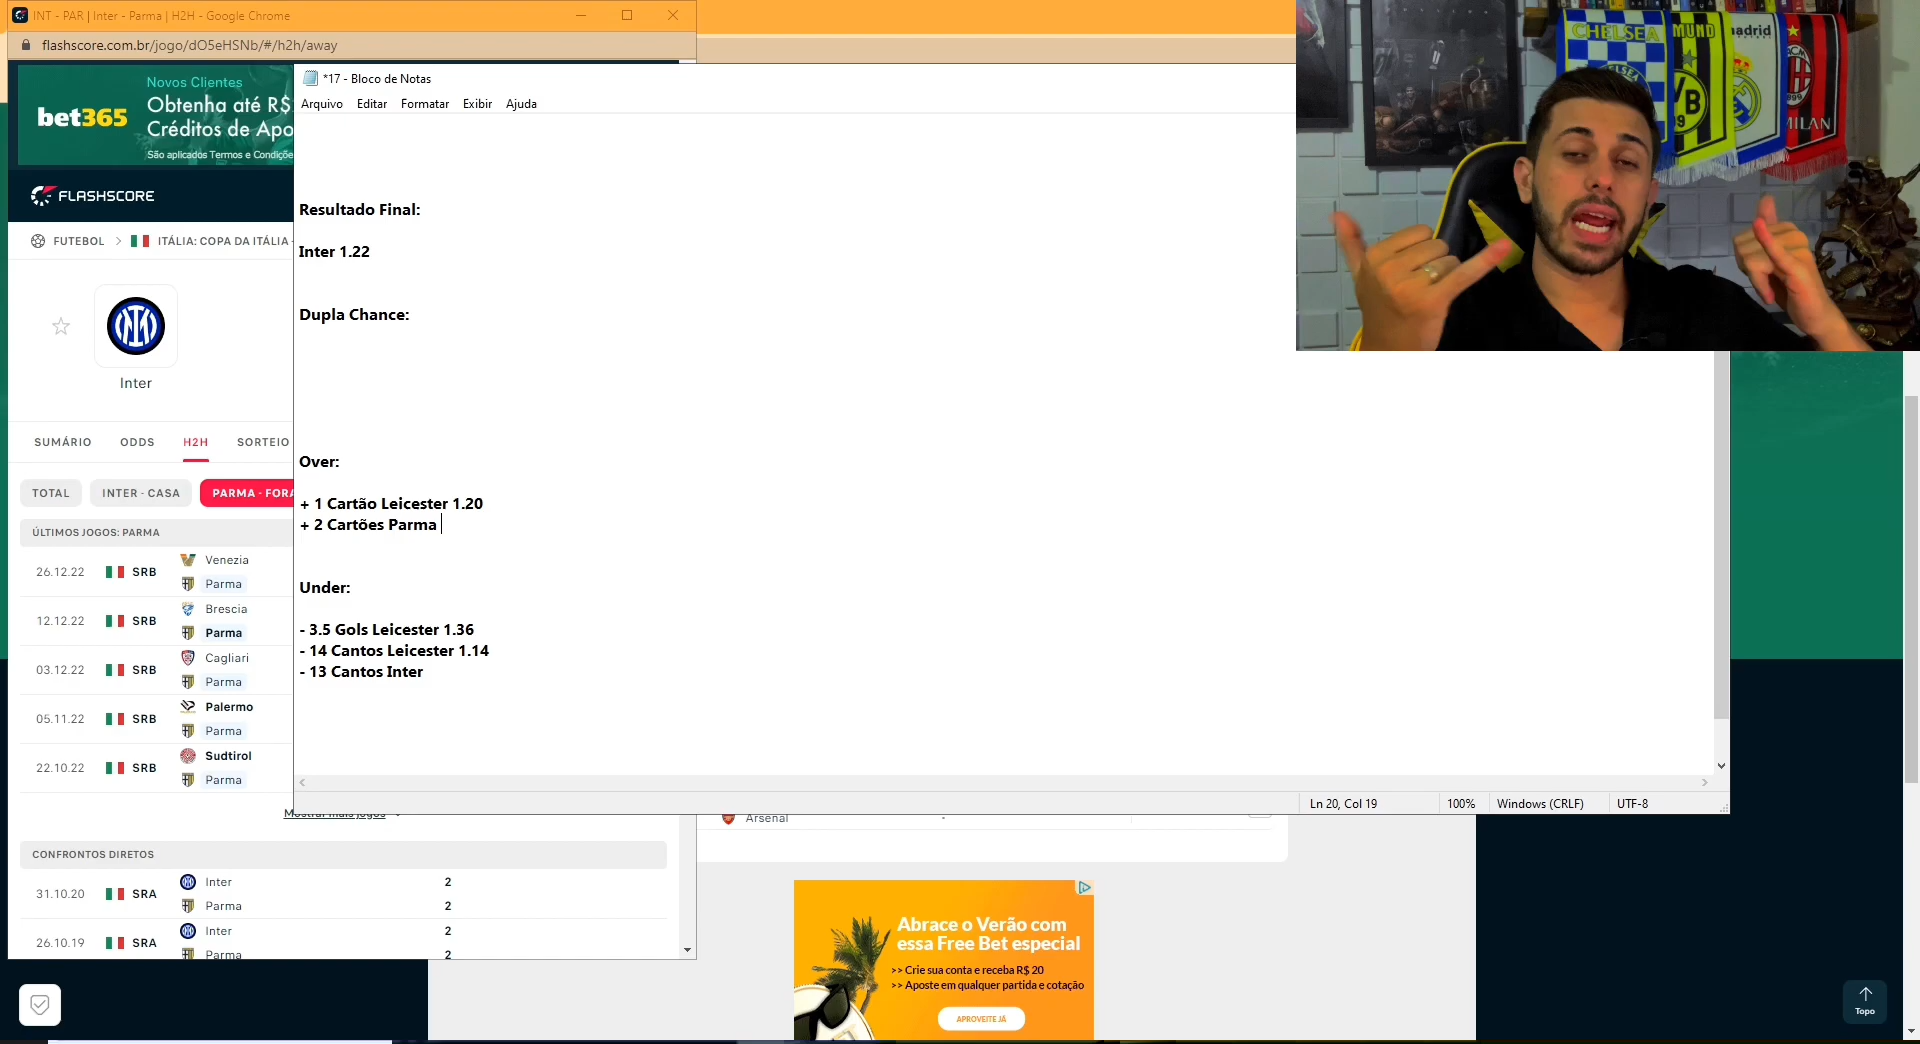 INT - PAR | Inter - Parma | H2H - Google Chrome
flashscore.com.br/jogo/dO5eHSNb/#/h2h/away
Novos Clientes
bet365
Obtenha até R$
Créditos de Apo
São aplicados Termos e Condiçõe
FLASHSCORE
FUTEBOL > ITÁLIA: COPA DA ITÁLIA -
Inter
SUMÁRIO ODDS H2H SORTEIO
TOTAL INTER - CASA PARMA - FORA
ÚLTIMOS JOGOS: PARMA
26.12.22 SRB Venezia
Parma
12.12.22 SRB Brescia
Parma
03.12.22 SRB Cagliari
Parma
05.11.22 SRB Palermo
Parma
22.10.22 SRB Sudtirol
Parma
Mostrar mais jogos
CONFRONTOS DIRETOS
31.10.20 SRA Inter 2
Parma 2
26.10.19 SRA Inter 2
Parma 2
*17 - Bloco de Notas
Arquivo Editar Formatar Exibir Ajuda
Resultado Final:
Inter 1.22
Dupla Chance:
Over:
+ 1 Cartão Leicester 1.20
+ 2 Cartões Parma
Under:
- 3.5 Gols Leicester 1.36
- 14 Cantos Leicester 1.14
- 13 Cantos Inter
Ln 20, Col 19 100% Windows (CRLF) UTF-8
Arsenal -
Abrace o Verão com
essa Free Bet especial
>> Crie sua conta e receba R$ 20
>> Aposte em qualquer partida e cotação
APROVEITE JÁ
Topo
CHELSEA
MUND
adrid
BVB
09
ACM
1899
MILAN